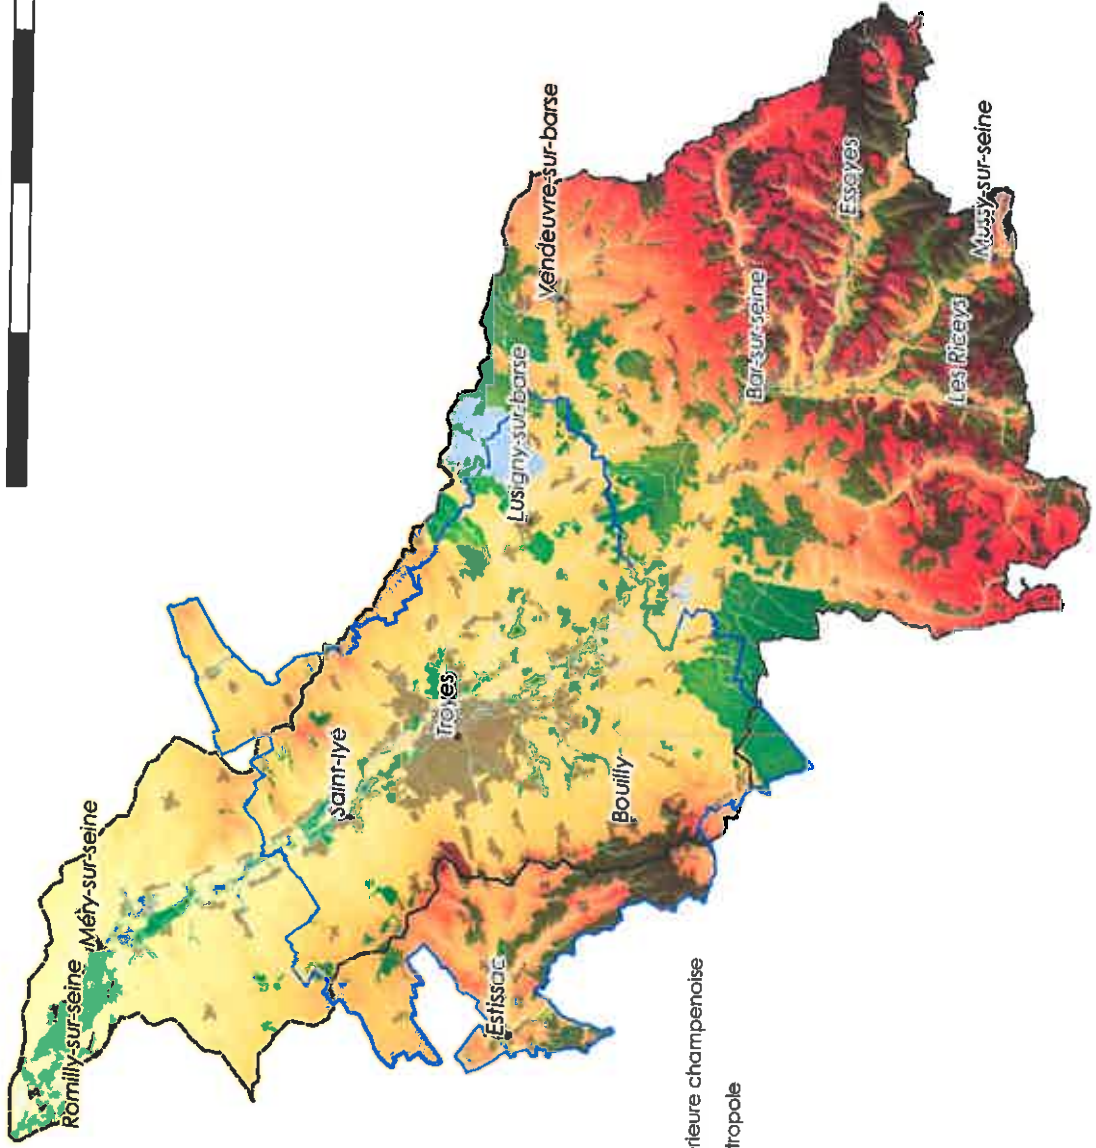 Romilly-sur-seine
Méry-sur-seine
Saint-lyé
Estissac
Troyes
Bouilly
Lusigny-sur-barse
Vendeuvre-sur-barse
Bar-sur-seine
Essoyes
Les Riceys
Mussy-sur-seine
rieure champenoise
tropole